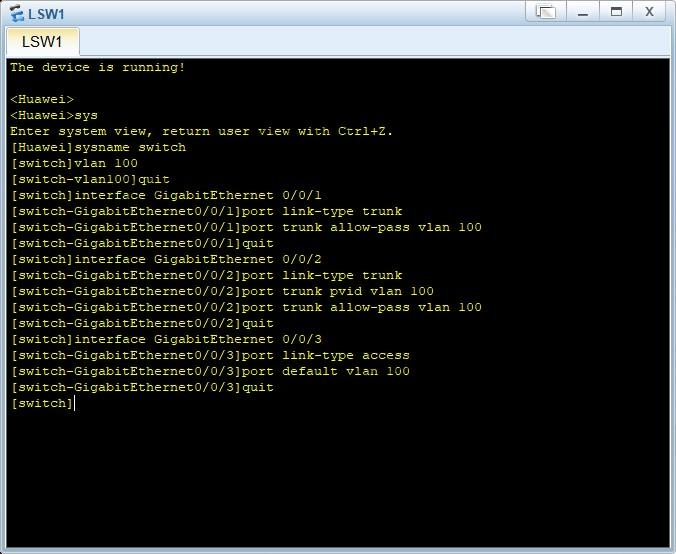 LSW1
X
LSW1
The device is running!
<Huawei>
<Huawei>sys
Enter system view, return user view with Ctrl+Z.
[Huawei]sysname switch
[switch]vlan 100
[switch-vlan100]quit
[switch]interface GigabitEthernet 0/0/1
[switch-GigabitEthernet0/0/1]port link-type trunk
[switch-GigabitEthernet0/0/1]port trunk allow-pass vlan 100
[switch-GigabitEthernet0/0/1]quit
[switch]interface GigabitEthernet 0/0/2
[switch-GigabitEthernet0/0/2]port link-type trunk
[switch-GigabitEthernet0/0/2]port trunk pvid vlan 100
[switch-GigabitEthernet0/0/2]port trunk allow-pass vlan 100
[switch-GigabitEthernet0/0/2]quit
[switch]interface GigabitEthernet 0/0/3
[switch-GigabitEthernet0/0/3]port link-type access
[switch-GigabitEthernet0/0/3]port default vlan 100
[switch-GigabitEthernet0/0/3]quit
[switch]